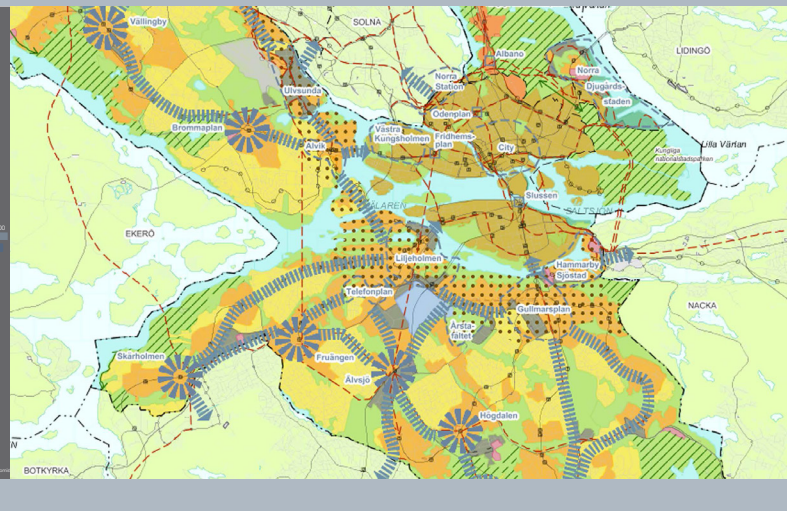 Vällingby
SOLNA
LIDINGÖ
Albano
Norra
Station
Norra
Djugårds-
staden
Ulvsunda
Odenplan
Brommaplan
Västra
Kungsholmen
Fridhems-
plan
Alvik
City
Lilla Värtan
Kungliga
nationalstadsparken
Slussen
MÄLAREN
SALTSJÖN
EKERÖ
Liljeholmen
Hammarby
Sjöstad
Telefonplan
NACKA
Gullmarsplan
Årsta-
fältet
Skärholmen
Fruängen
Älvsjö
Högdalen
BOTKYRKA